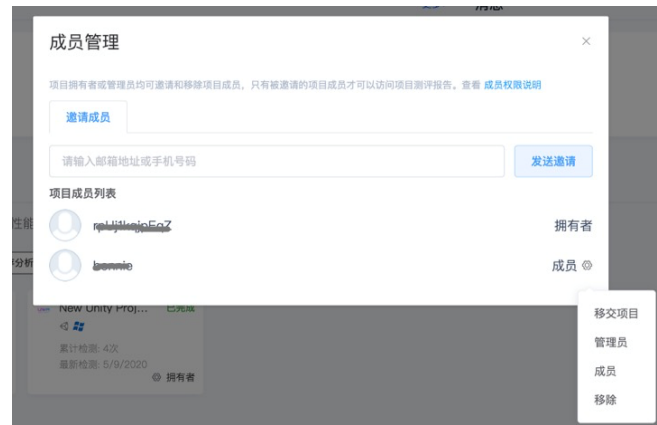 消息
成员管理
项目拥有者或管理员均可邀请和移除项目成员，只有被邀请的项目成员才可以访问项目测评报告。查看 成员权限说明
邀请成员
请输入邮箱地址或手机号码
发送邀请
项目成员列表
拥有者
成员
移交项目
管理员
成员
移除
性能
分析
New Unity Proj... 已完成
累计检测: 4次
最新检测: 5/9/2020
拥有者